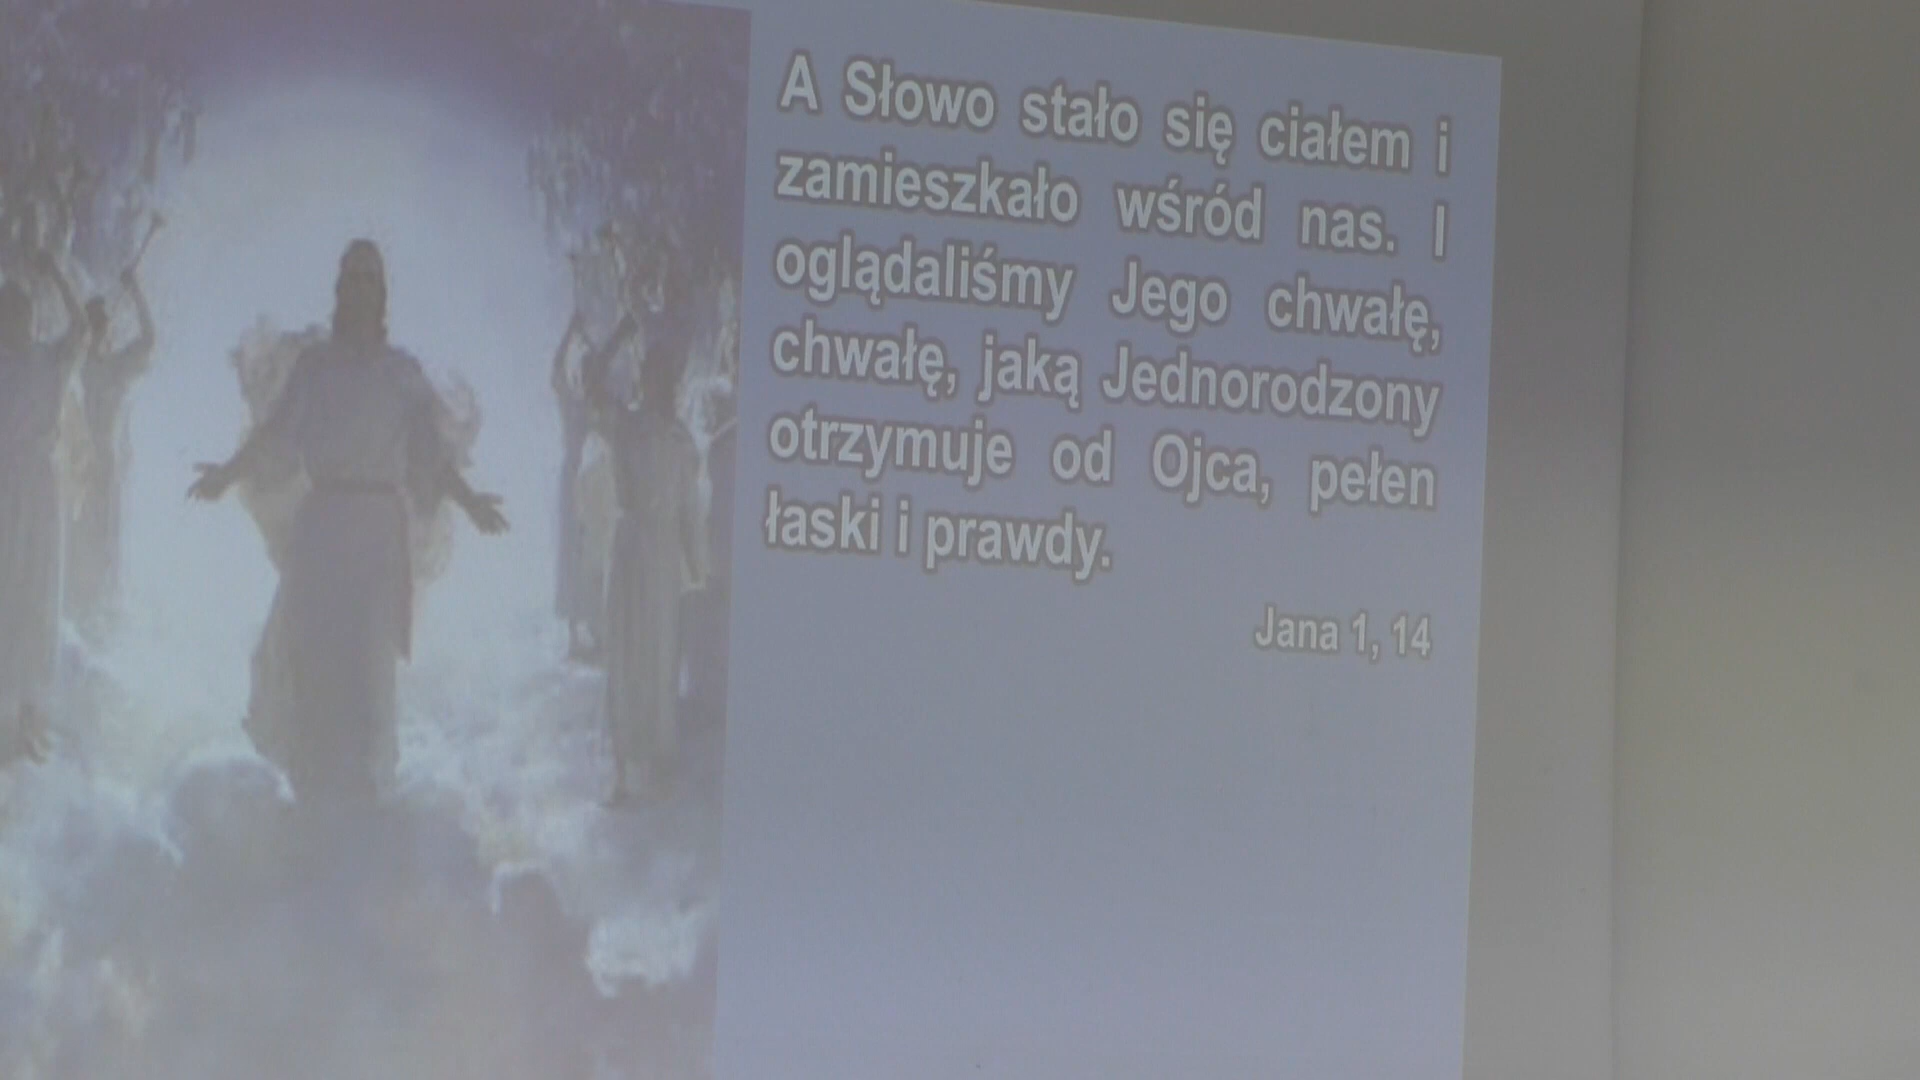 A Słowo stało się ciałem i
zamieszkało wśród nas. I
oglądaliśmy Jego chwałę,
chwałę, jaką Jednorodzony
otrzymuje od Ojca, pełen
łaski i prawdy.
Jana 1, 14